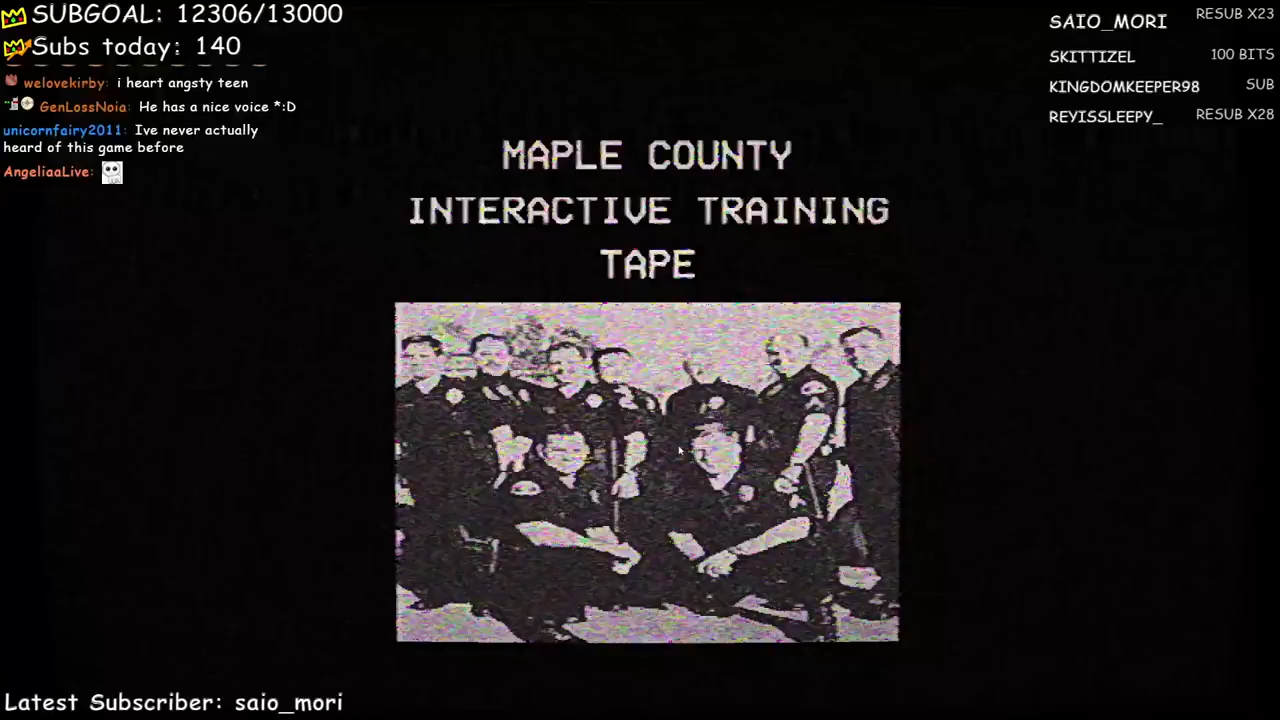 SUBGOAL: 12306/13000
Subs today: 140
welovekirby: i heart angsty teen
GenLossNoia: He has a nice voice *:D
unicornfairy2011: Ive never actually
heard of this game before
AngeliaaLive:
SAIO_MORI RESUB X23
SKITTIZEL 100 BITS
KINGDOMKEEPER98 SUB
REYISSLEEPY_ RESUB X28
MAPLE COUNTY
INTERACTIVE TRAINING
TAPE
Latest Subscriber: saio_mori